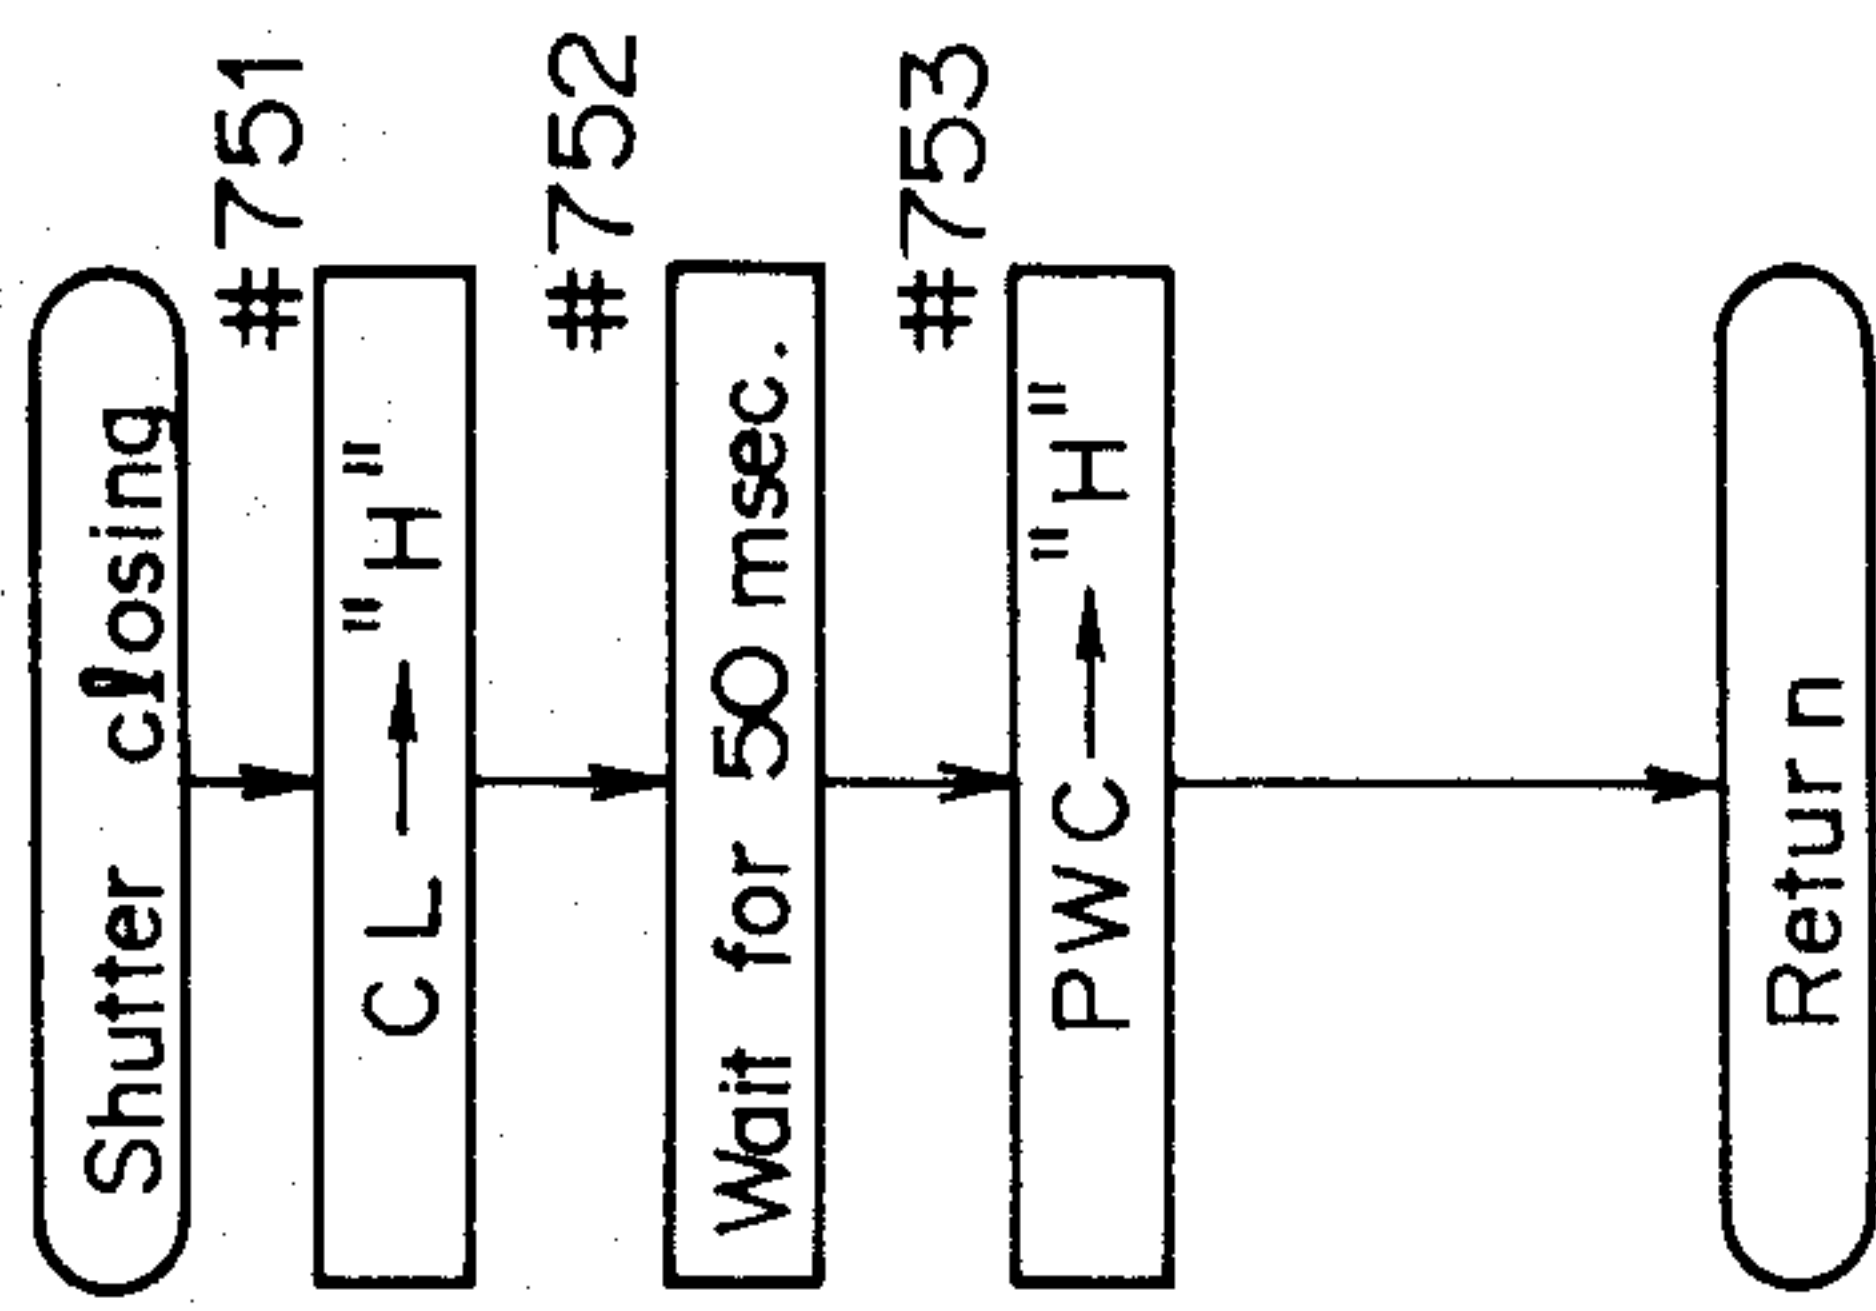 Shutter closing
#751
CL → "H"
#752
Wait for 50 msec.
#753
PWC → "H"
Return